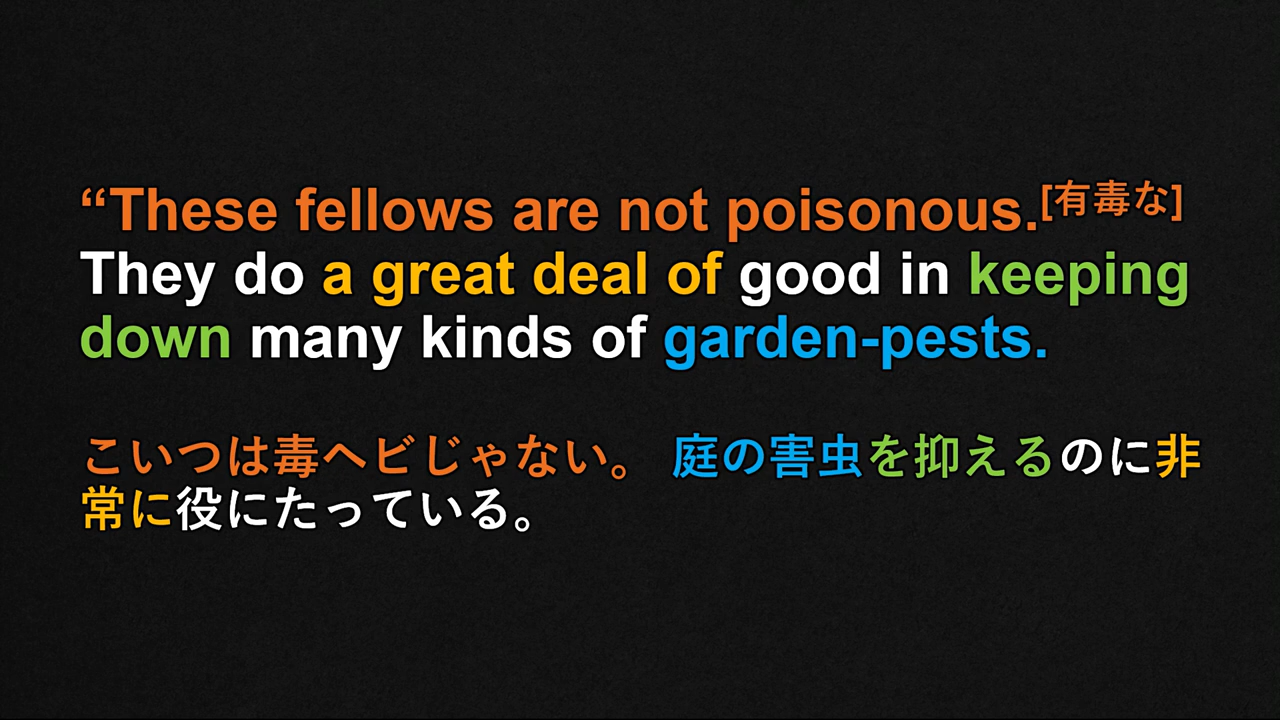 “These fellows are not poisonous.[有毒な]
They do a great deal of good in keeping
down many kinds of garden-pests.
こいつは毒ヘビじゃない。 庭の害虫を抑えるのに非
常に役にたっている。